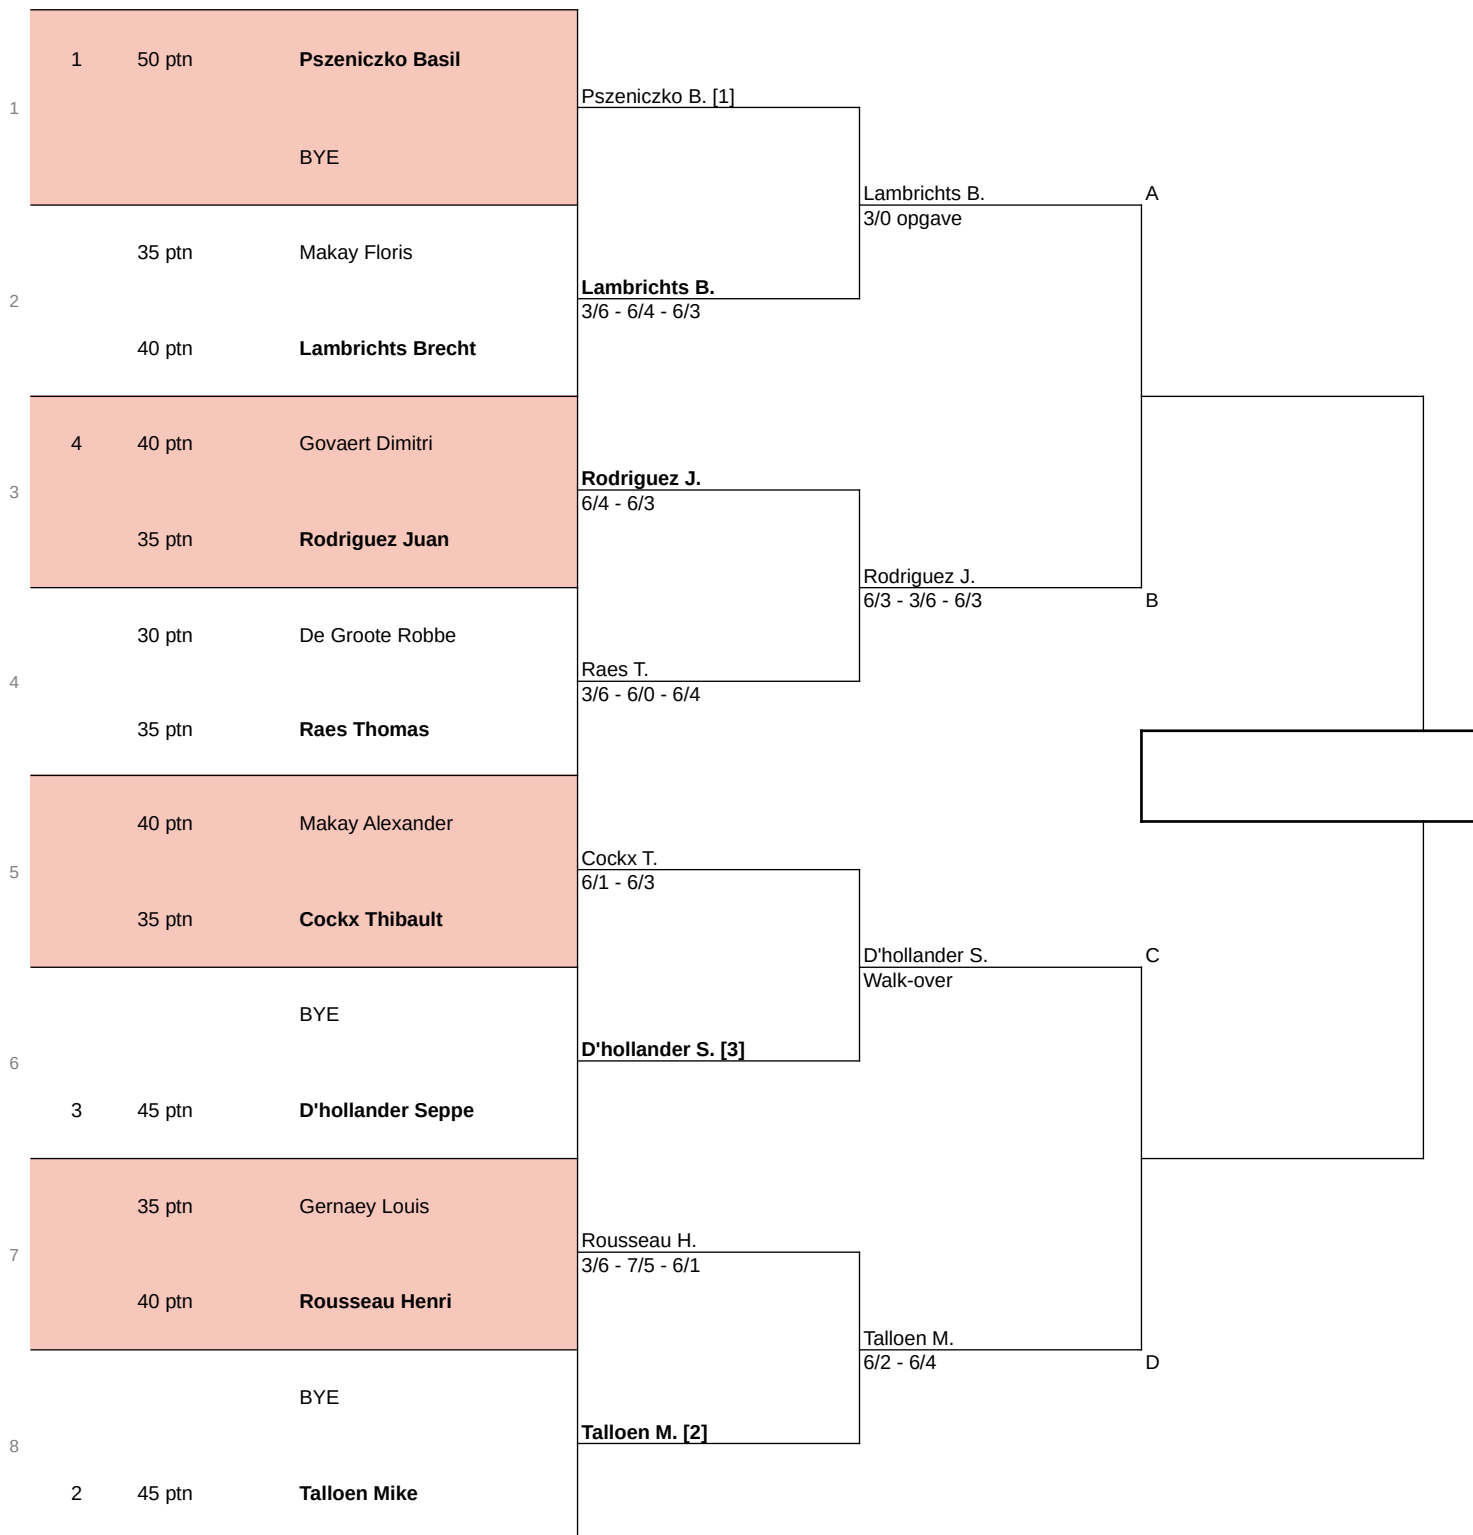 1 50 ptn Pszeniczko Basil
Pszeniczko B. [1]
1
BYE
Lambrichts B. A
3/0 opgave
35 ptn Makay Floris
Lambrichts B.
2
3/6 - 6/4 - 6/3
40 ptn Lambrichts Brecht
4 40 ptn Govaert Dimitri
Rodriguez J.
3
6/4 - 6/3
35 ptn Rodriguez Juan
Rodriguez J.
6/3 - 3/6 - 6/3 B
30 ptn De Groote Robbe
Raes T.
4
3/6 - 6/0 - 6/4
35 ptn Raes Thomas
40 ptn Makay Alexander
Cockx T.
5
6/1 - 6/3
35 ptn Cockx Thibault
D'hollander S. C
Walk-over
BYE
D'hollander S. [3]
6
3 45 ptn D'hollander Seppe
35 ptn Gernaey Louis
Rousseau H.
7
3/6 - 7/5 - 6/1
40 ptn Rousseau Henri
Talloen M.
6/2 - 6/4 D
BYE
Talloen M. [2]
8
2 45 ptn Talloen Mike